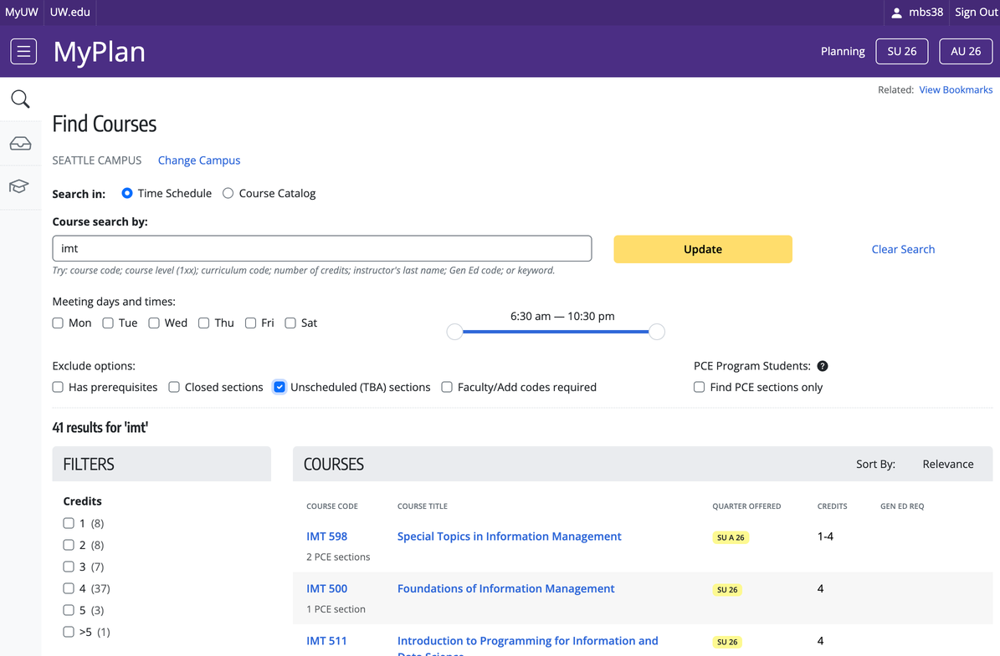 MyUW UW.edu mbs38 Sign Out
MyPlan Planning SU 26 AU 26
Related: View Bookmarks
Find Courses
SEATTLE CAMPUS Change Campus
Search in: Time Schedule Course Catalog
Course search by:
imt Update Clear Search
Try: course code; course level (1xx); curriculum code; number of credits; instructor's last name; Gen Ed code; or keyword.
Meeting days and times:
6:30 am — 10:30 pm
Mon Tue Wed Thu Fri Sat
Exclude options: PCE Program Students: ?
Has prerequisites Closed sections Unscheduled (TBA) sections Faculty/Add codes required Find PCE sections only
41 results for 'imt'
FILTERS
Credits
1 (8)
2 (8)
3 (7)
4 (37)
5 (3)
>5 (1)
COURSES Sort By: Relevance
COURSE CODE COURSE TITLE QUARTER OFFERED CREDITS GEN ED REQ
IMT 598 Special Topics in Information Management SU A 26 1-4
2 PCE sections
IMT 500 Foundations of Information Management SU 26 4
1 PCE section
IMT 511 Introduction to Programming for Information and SU 26 4
Data Science